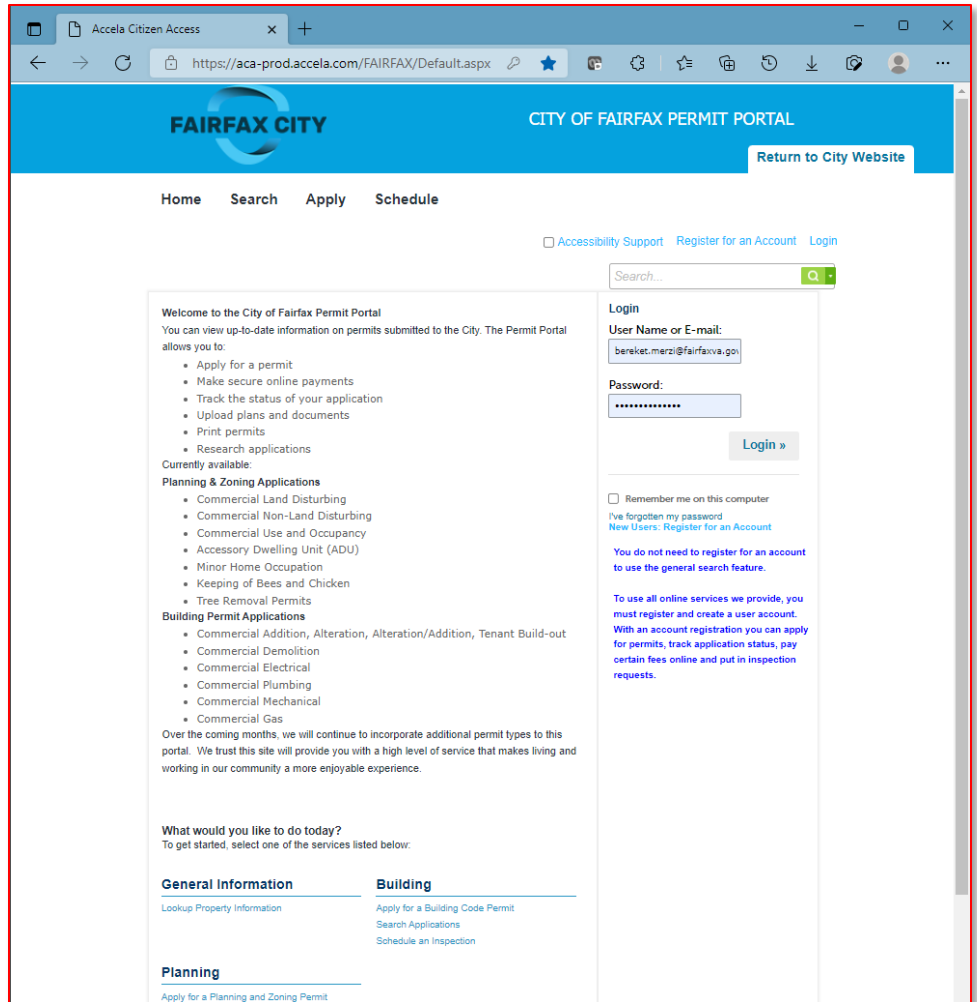 Accela Citizen Access
https://aca-prod.accela.com/FAIRFAX/Default.aspx
FAIRFAX CITY
CITY OF FAIRFAX PERMIT PORTAL
Return to City Website
Home Search Apply Schedule
Accessibility Support Register for an Account Login
Search...
Welcome to the City of Fairfax Permit Portal
You can view up-to-date information on permits submitted to the City. The Permit Portal
allows you to:
• Apply for a permit
• Make secure online payments
• Track the status of your application
• Upload plans and documents
• Print permits
• Research applications
Currently available:
Planning & Zoning Applications
• Commercial Land Disturbing
• Commercial Non-Land Disturbing
• Commercial Use and Occupancy
• Accessory Dwelling Unit (ADU)
• Minor Home Occupation
• Keeping of Bees and Chicken
• Tree Removal Permits
Building Permit Applications
• Commercial Addition, Alteration, Alteration/Addition, Tenant Build-out
• Commercial Demolition
• Commercial Electrical
• Commercial Plumbing
• Commercial Mechanical
• Commercial Gas
Over the coming months, we will continue to incorporate additional permit types to this
portal. We trust this site will provide you with a high level of service that makes living and
working in our community a more enjoyable experience.
What would you like to do today?
To get started, select one of the services listed below:
General Information
Lookup Property Information
Building
Apply for a Building Code Permit
Search Applications
Schedule an Inspection
Planning
Apply for a Planning and Zoning Permit
Login
User Name or E-mail:
bereket.merzi@fairfaxva.gov
Password:
••••••••••••••
Login »
Remember me on this computer
I've forgotten my password
New Users: Register for an Account
You do not need to register for an account
to use the general search feature.
To use all online services we provide, you
must register and create a user account.
With an account registration you can apply
for permits, track application status, pay
certain fees online and put in inspection
requests.